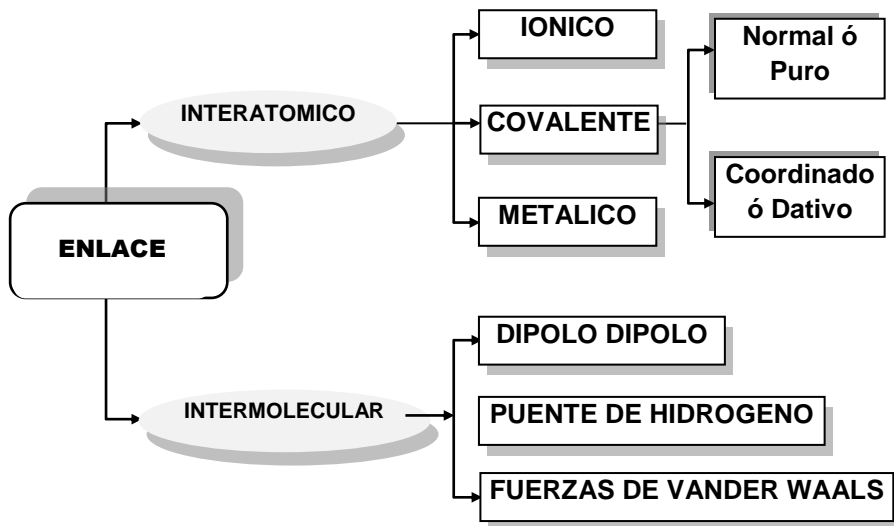 ENLACE
INTERATOMICO
IONICO
COVALENTE
Normal ó
Puro
Coordinado
ó Dativo
METALICO
INTERMOLECULAR
DIPOLO DIPOLO
PUENTE DE HIDROGENO
FUERZAS DE VANDER WAALS